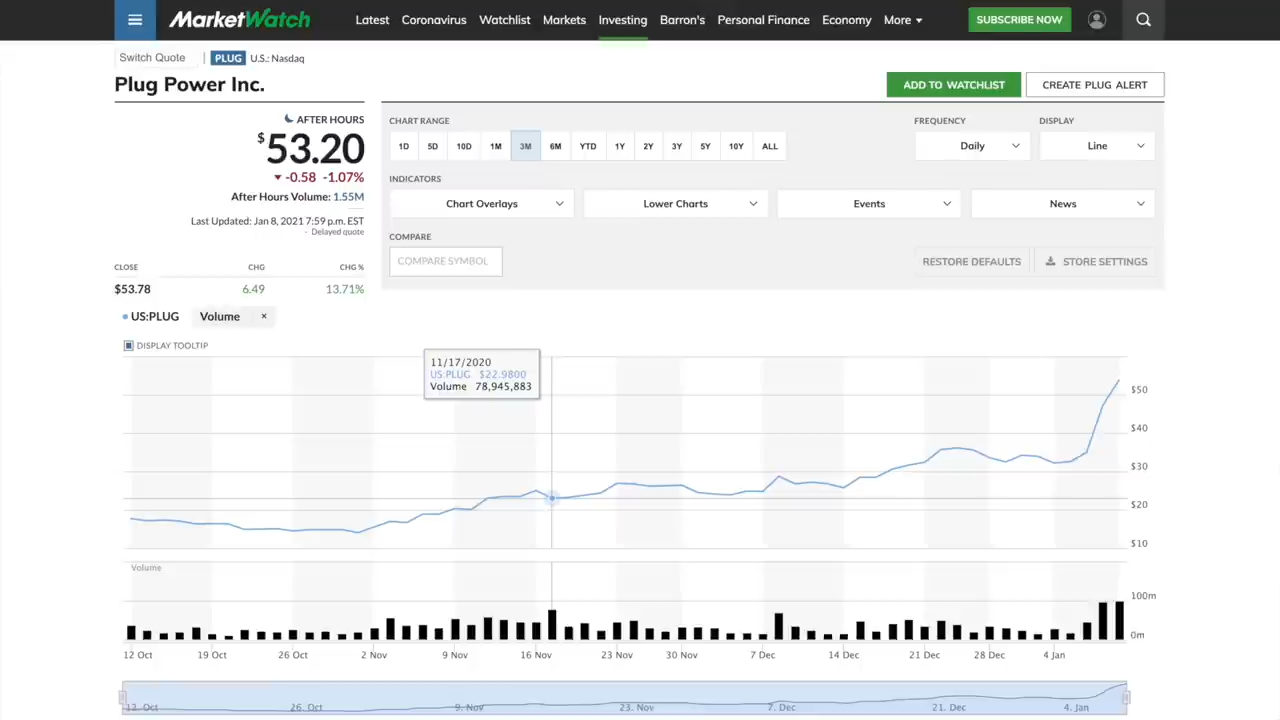 MarketWatch Latest Coronavirus Watchlist Markets Investing Barron's Personal Finance Economy More SUBSCRIBE NOW
Switch Quote | PLUG U.S.: Nasdaq
Plug Power Inc.
ADD TO WATCHLIST CREATE PLUG ALERT
AFTER HOURS
$53.20
-0.58 -1.07%
After Hours Volume: 1.55M
Last Updated: Jan 8, 2021 7:59 p.m. EST
- Delayed quote
CLOSE CHG CHG %
$53.78 6.49 13.71%
CHART RANGE FREQUENCY DISPLAY
1D 5D 10D 1M 3M 6M YTD 1Y 2Y 3Y 5Y 10Y ALL Daily Line
INDICATORS
Chart Overlays Lower Charts Events News
COMPARE
COMPARE SYMBOL RESTORE DEFAULTS STORE SETTINGS
US:PLUG Volume ×
DISPLAY TOOLTIP
11/17/2020
US:PLUG $22.9800
Volume 78,945,883
$50
$40
$30
$20
$10
Volume
100m
0m
12 Oct 19 Oct 26 Oct 2 Nov 9 Nov 16 Nov 23 Nov 30 Nov 7 Dec 14 Dec 21 Dec 28 Dec 4 Jan
12. Oct 26. Oct 9. Nov 23. Nov 7. Dec 21. Dec 4. Jan